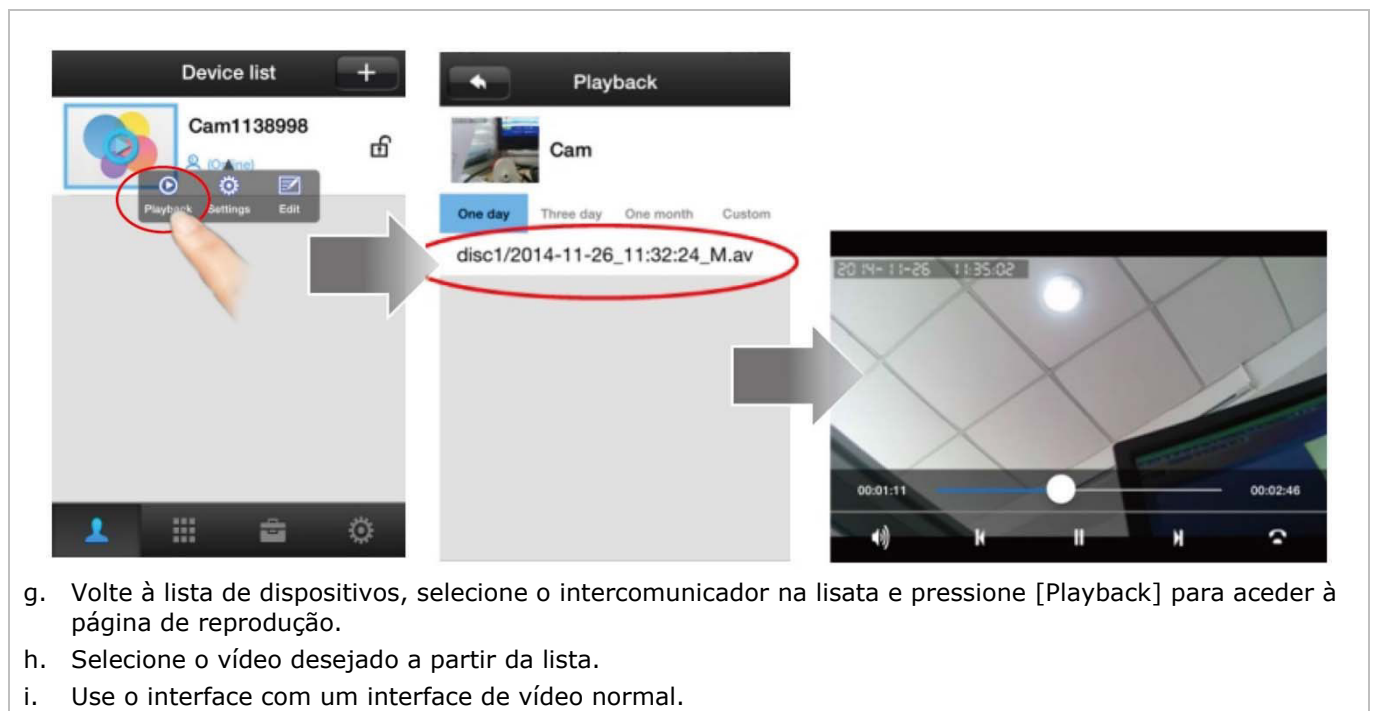 Device list +
Cam1138998
(Online)
Playback Settings Edit
Playback
Cam
One day Three day One month Custom
disc1/2014-11-26_11:32:24_M.av
2014-11-26 11:35:02
00:01:11 00:02:46
g. Volte à lista de dispositivos, selecione o intercomunicador na lisata e pressione [Playback] para aceder à
página de reprodução.
h. Selecione o vídeo desejado a partir da lista.
i. Use o interface com um interface de vídeo normal.